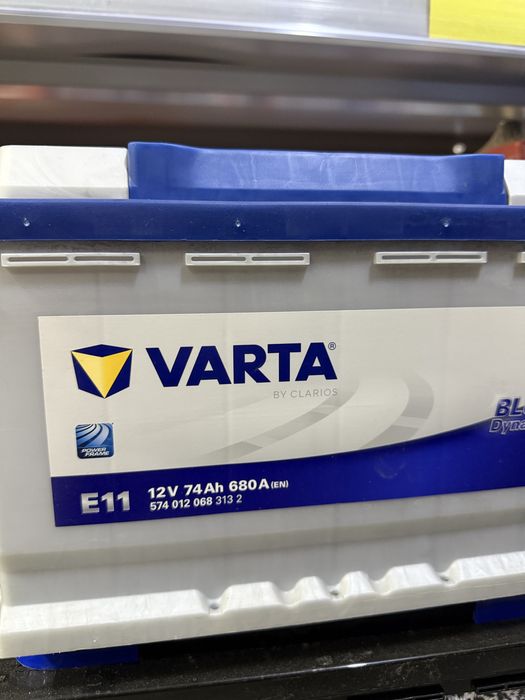 VARTA®
BY CLARIOS
POWER
FRAME
E11
12V 74Ah 680A (EN)
574 012 068 313 2